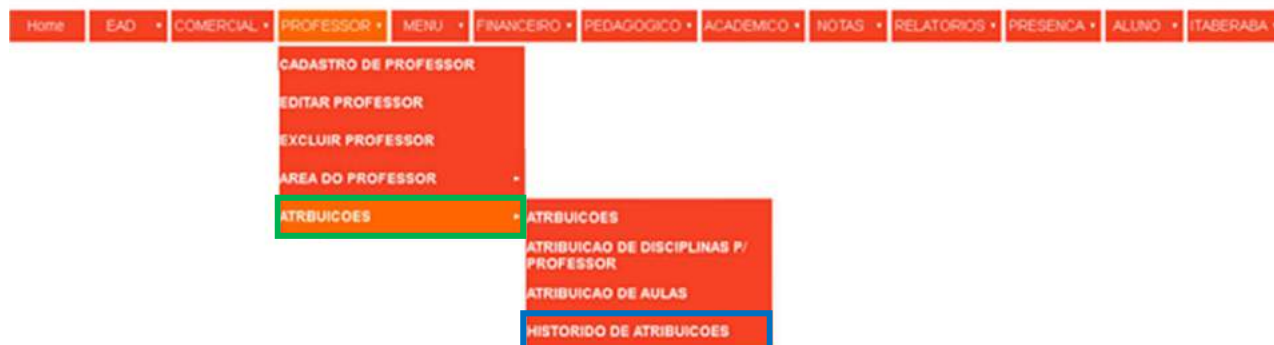 Home EAD COMERCIAL PROFESSOR MENU FINANCEIRO PEDAGOGICO ACADEMICO NOTAS RELATORIOS PRESENCA ALUNO ITABERABA
CADASTRO DE PROFESSOR
EDITAR PROFESSOR
EXCLUIR PROFESSOR
AREA DO PROFESSOR
ATRBUICOES
ATRBUICOES
ATRIBUICAO DE DISCIPLINAS P/
PROFESSOR
ATRIBUICAO DE AULAS
HISTORIDO DE ATRIBUICOES